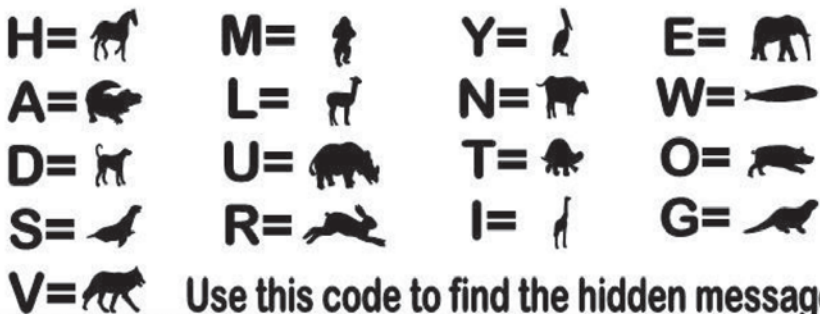 H= M= Y= E=
A= L= N= W=
D= U= T= O=
S= R= I= G=
V= Use this code to find the hidden messag